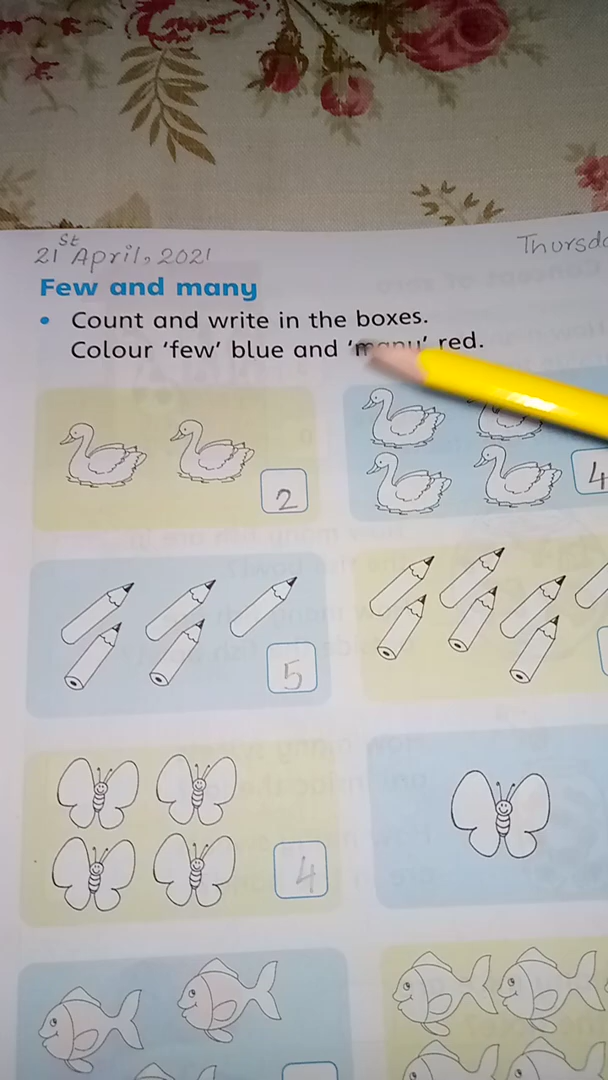 21st April, 2021
Few and many
• Count and write in the boxes.
Colour 'few' blue and 'many' red.
2
4
5
4